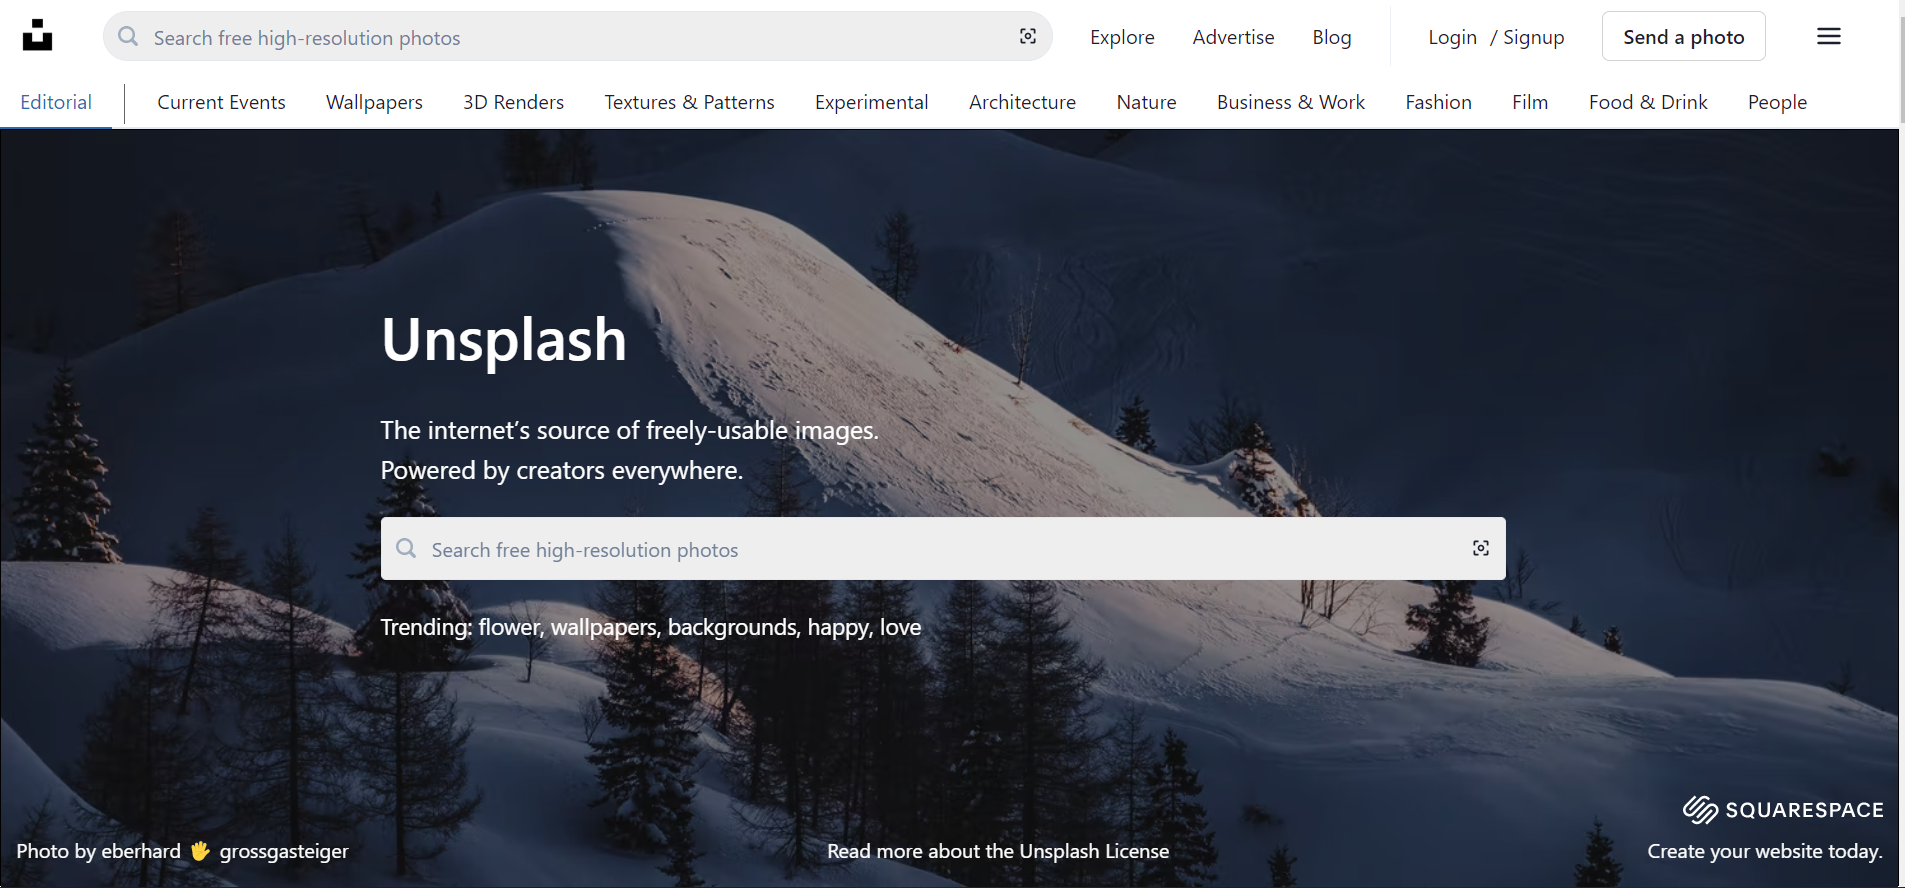 Search free high-resolution photos
Explore
Advertise
Blog
Login / Signup
Send a photo
Editorial
Current Events
Wallpapers
3D Renders
Textures & Patterns
Experimental
Architecture
Nature
Business & Work
Fashion
Film
Food & Drink
People
Unsplash
The internet’s source of freely-usable images.
Powered by creators everywhere.
Search free high-resolution photos
Trending: flower, wallpapers, backgrounds, happy, love
SQUARESPACE
Photo by eberhard 🖐 grossgasteiger
Read more about the Unsplash License
Create your website today.